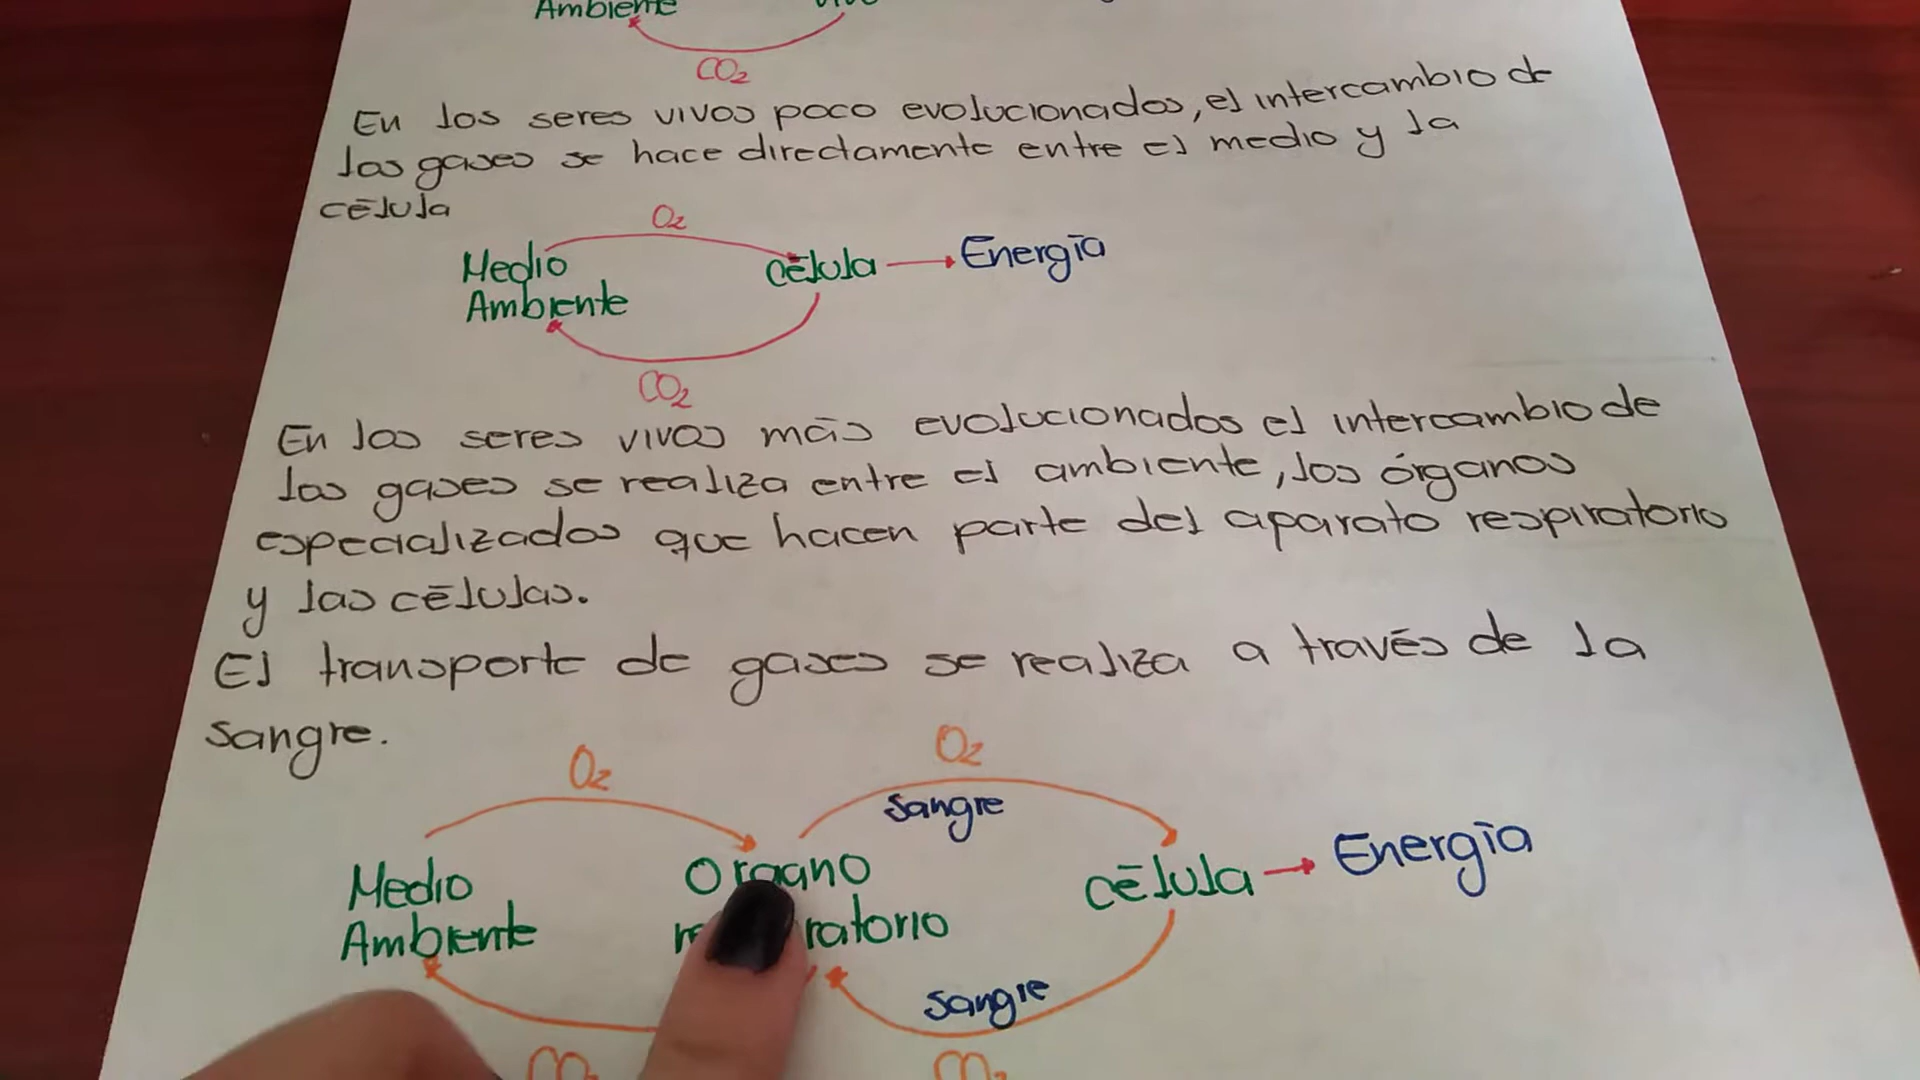 Ambiente
CO₂
En los seres vivos poco evolucionados, el intercambio de
los gases se hace directamente entre el medio y la
célula
O₂
Medio célula → Energía
Ambiente
CO₂
En los seres vivos más evolucionados el intercambio de
los gases se realiza entre el ambiente, los órganos
especializados que hacen parte del aparato respiratorio
y las células.
El transporte de gases se realiza a través de la
sangre.
O₂ O₂
sangre
Medio Organo célula → Energía
Ambiente
sangre
CO₂ CO₂